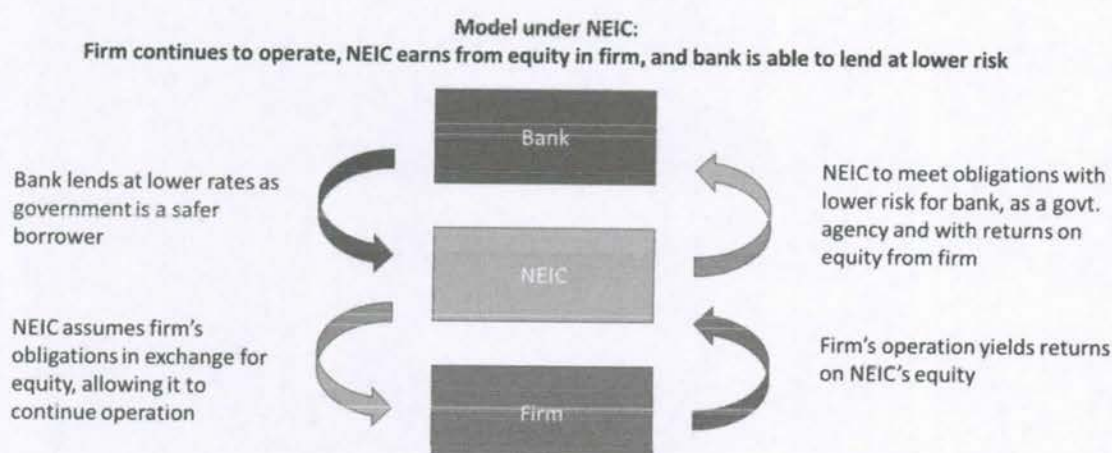 Model under NEIC:
Firm continues to operate, NEIC earns from equity in firm, and bank is able to lend at lower risk
Bank
Bank lends at lower rates as
government is a safer
borrower
NEIC to meet obligations with
lower risk for bank, as a govt.
agency and with returns on
equity from firm
NEIC
NEIC assumes firm's
obligations in exchange for
equity, allowing it to
continue operation
Firm's operation yields returns
on NEIC's equity
Firm